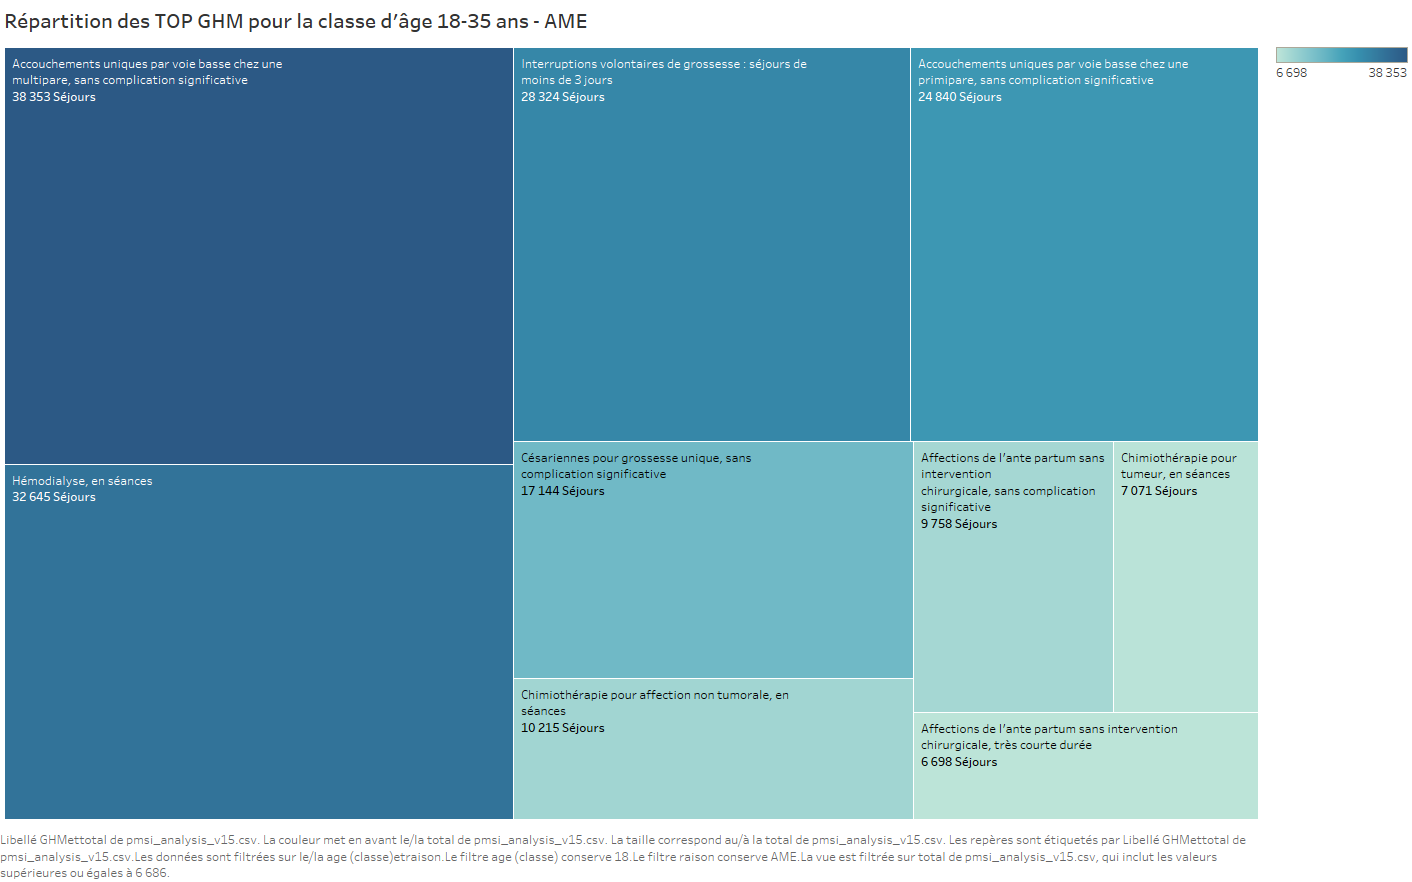 Répartition des TOP GHM pour la classe d’âge 18-35 ans - AME
6 698
38 353
Accouchements uniques par voie basse chez une
multipare, sans complication significative
38 353 Séjours
Interruptions volontaires de grossesse : séjours de
moins de 3 jours
28 324 Séjours
Accouchements uniques par voie basse chez une
primipare, sans complication significative
24 840 Séjours
Hémodialyse, en séances
32 645 Séjours
Césariennes pour grossesse unique, sans
complication significative
17 144 Séjours
Affections de l’ante partum sans
intervention
chirurgicale, sans complication
significative
9 758 Séjours
Chimiothérapie pour
tumeur, en séances
7 071 Séjours
Chimiothérapie pour affection non tumorale, en
séances
10 215 Séjours
Affections de l’ante partum sans intervention
chirurgicale, très courte durée
6 698 Séjours
Libellé GHMettotal de pmsi_analysis_v15.csv. La couleur met en avant le/la total de pmsi_analysis_v15.csv. La taille correspond au/à la total de pmsi_analysis_v15.csv. Les repères sont étiquetés par Libellé GHMettotal de
pmsi_analysis_v15.csv.Les données sont filtrées sur le/la age (classe)etraison.Le filtre age (classe) conserve 18.Le filtre raison conserve AME.La vue est filtrée sur total de pmsi_analysis_v15.csv, qui inclut les valeurs
supérieures ou égales à 6 686.